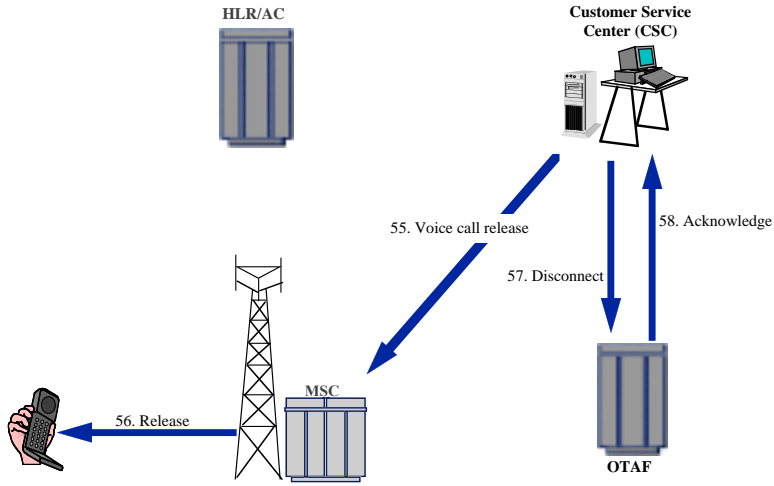 HLR/AC
Customer Service
Center (CSC)
55. Voice call release
58. Acknowledge
57. Disconnect
MSC
56. Release
OTAF